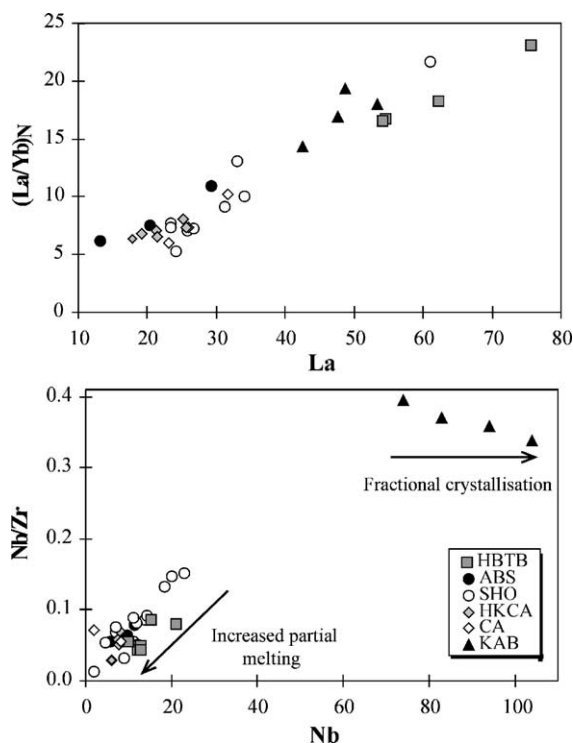 25
20
15
10
5
0
(La/Yb)N
10 20 30 40 50 60 70 80
La
0.4
0.3
0.2
0.1
0
Nb/Zr
Fractional crystallisation
HBTB
ABS
SHO
HKCA
CA
KAB
Increased partial
melting
0 20 40 60 80 100
Nb